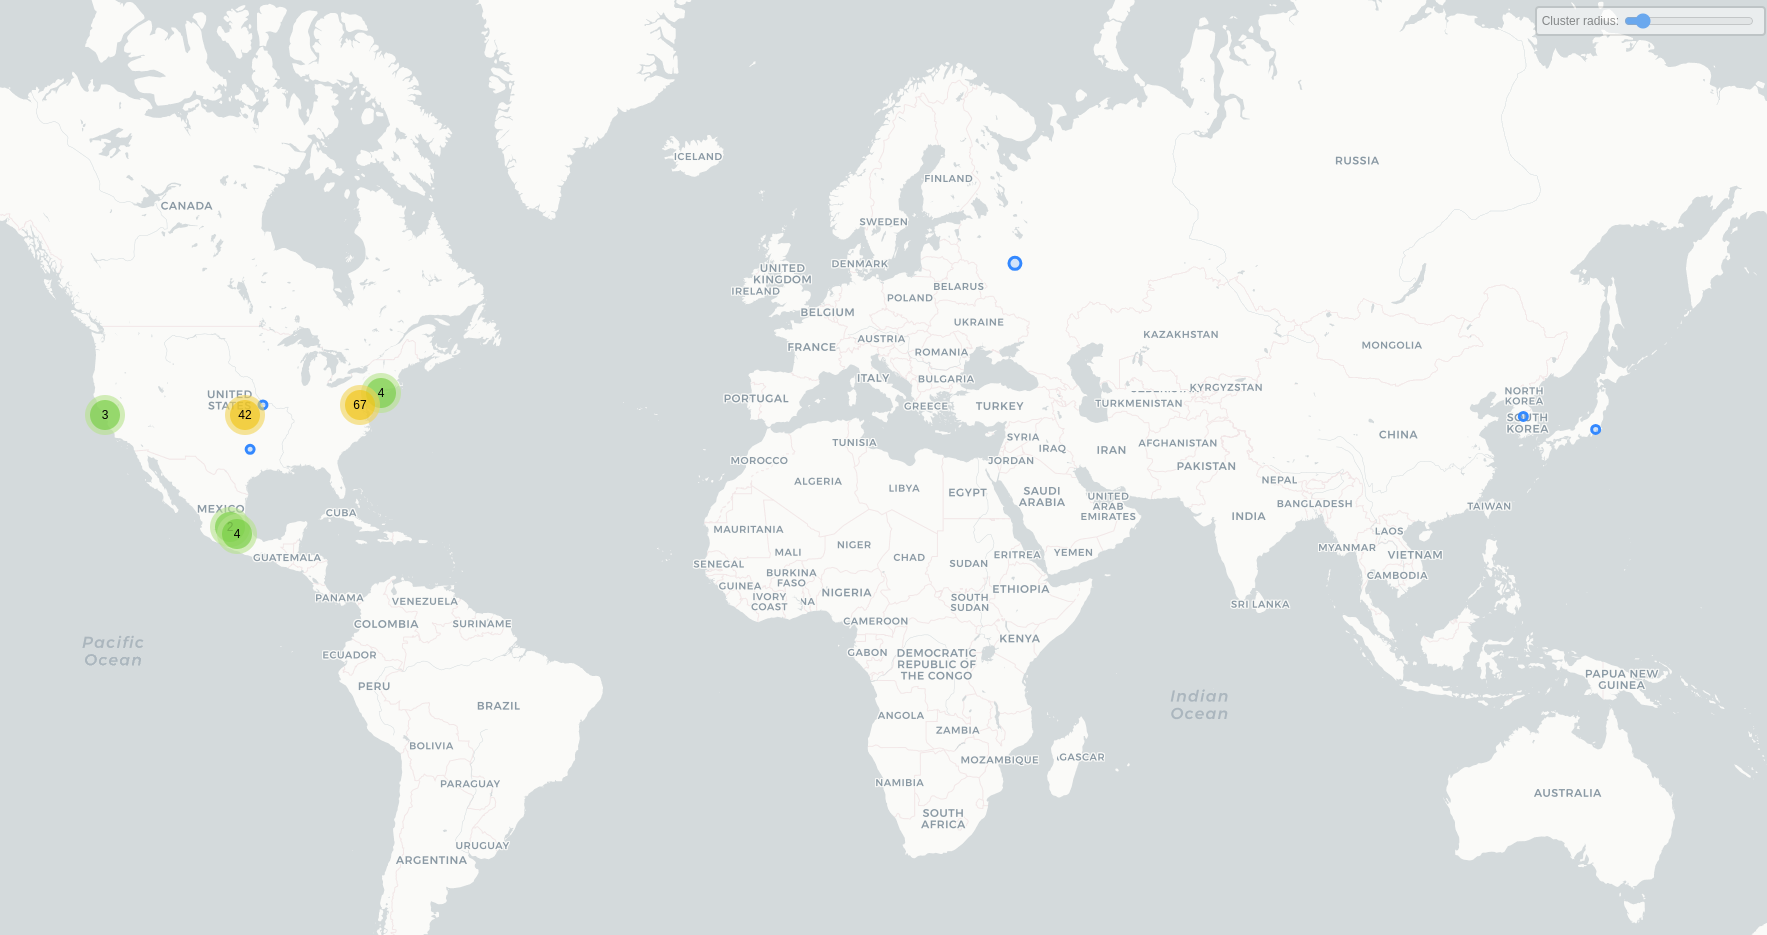 Cluster radius:
ICELAND
RUSSIA
FINLAND
CANADA
SWEDEN
DENMARK
UNITED
KINGDOM
IRELAND
BELARUS
POLAND
BELGIUM
UKRAINE
KAZAKHSTAN
AUSTRIA
FRANCE
ROMANIA
MONGOLIA
ITALY
BULGARIA
KYRGYZSTAN
NORTH
KOREA
UNITED
PORTUGAL
GREECE
TURKEY
TURKMENISTAN
4
67
42
3
SOUTH
KOREA
SYRIA
IRAQ
IRAN
AFGHANISTAN
CHINA
TUNISIA
MOROCCO
JORDAN
PAKISTAN
ALGERIA
LIBYA
EGYPT
SAUDI
ARABIA
UNITED
ARAB
EMIRATES
NEPAL
BANGLADESH
TAIWAN
INDIA
MEXICO
CUBA
2
4
GUATEMALA
MAURITANIA
MALI
NIGER
CHAD
SUDAN
ERITREA
YEMEN
LAOS
MYANMAR
VIETNAM
CAMBODIA
SENEGAL
GUINEA
BURKINA
FASO
IVORY
COAST
NA
NIGERIA
SOUTH
SUDAN
ETHIOPIA
SRI LANKA
PANAMA
VENEZUELA
COLOMBIA
SURINAME
CAMEROON
KENYA
Pacific
Ocean
ECUADOR
GABON
DEMOCRATIC
REPUBLIC OF
THE CONGO
PERU
BRAZIL
PAPUA NEW
GUINEA
Indian
Ocean
ANGOLA
ZAMBIA
BOLIVIA
MOZAMBIQUE
GASCAR
PARAGUAY
NAMIBIA
AUSTRALIA
SOUTH
AFRICA
URUGUAY
ARGENTINA